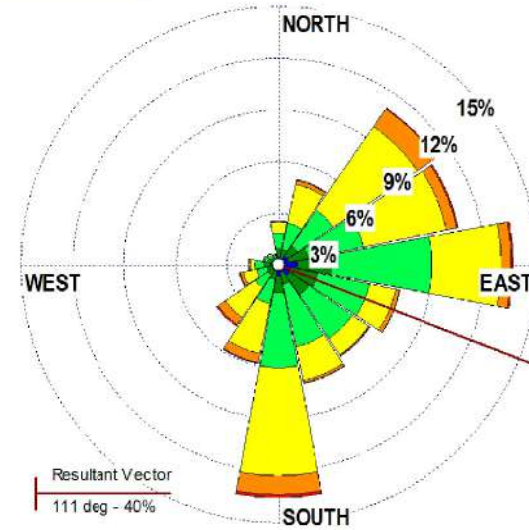 NORTH
15%
12%
9%
6%
3%
WEST
EAST
Resultant Vector
111 deg - 40%
SOUTH